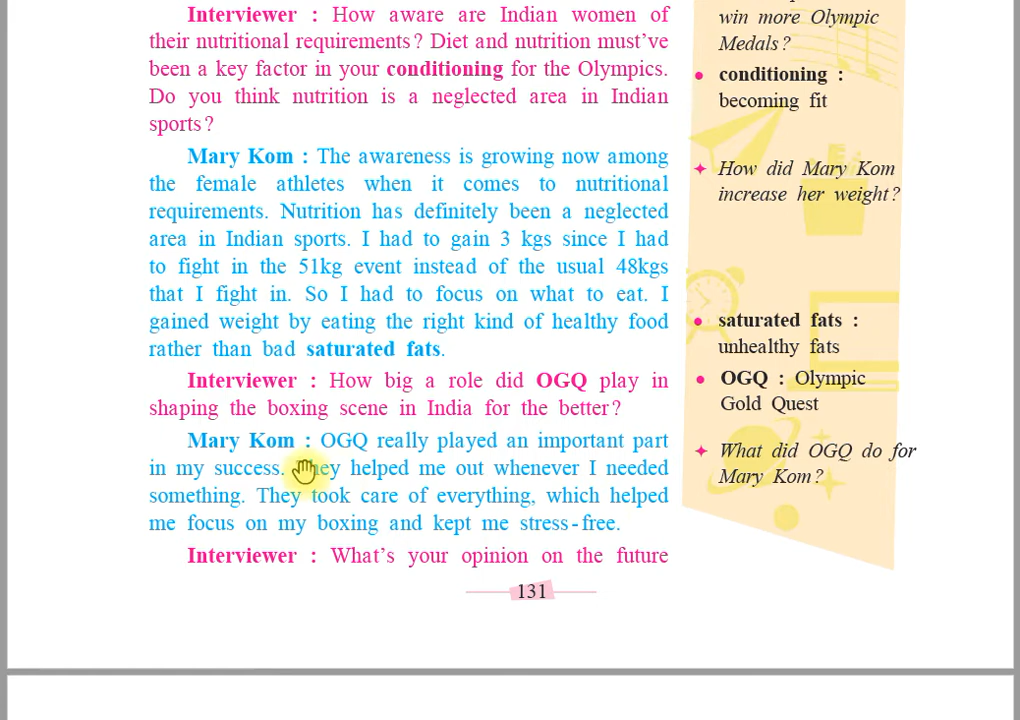 Interviewer : How aware are Indian women of
their nutritional requirements? Diet and nutrition must've
been a key factor in your conditioning for the Olympics.
Do you think nutrition is a neglected area in Indian
sports?
Mary Kom : The awareness is growing now among
the female athletes when it comes to nutritional
requirements. Nutrition has definitely been a neglected
area in Indian sports. I had to gain 3 kgs since I had
to fight in the 51kg event instead of the usual 48kgs
that I fight in. So I had to focus on what to eat. I
gained weight by eating the right kind of healthy food
rather than bad saturated fats.
Interviewer : How big a role did OGQ play in
shaping the boxing scene in India for the better?
Mary Kom : OGQ really played an important part
in my success. They helped me out whenever I needed
something. They took care of everything, which helped
me focus on my boxing and kept me stress-free.
Interviewer : What's your opinion on the future
131
win more Olympic
Medals?
• conditioning :
becoming fit
✦ How did Mary Kom
increase her weight?
• saturated fats :
unhealthy fats
• OGQ : Olympic
Gold Quest
✦ What did OGQ do for
Mary Kom?